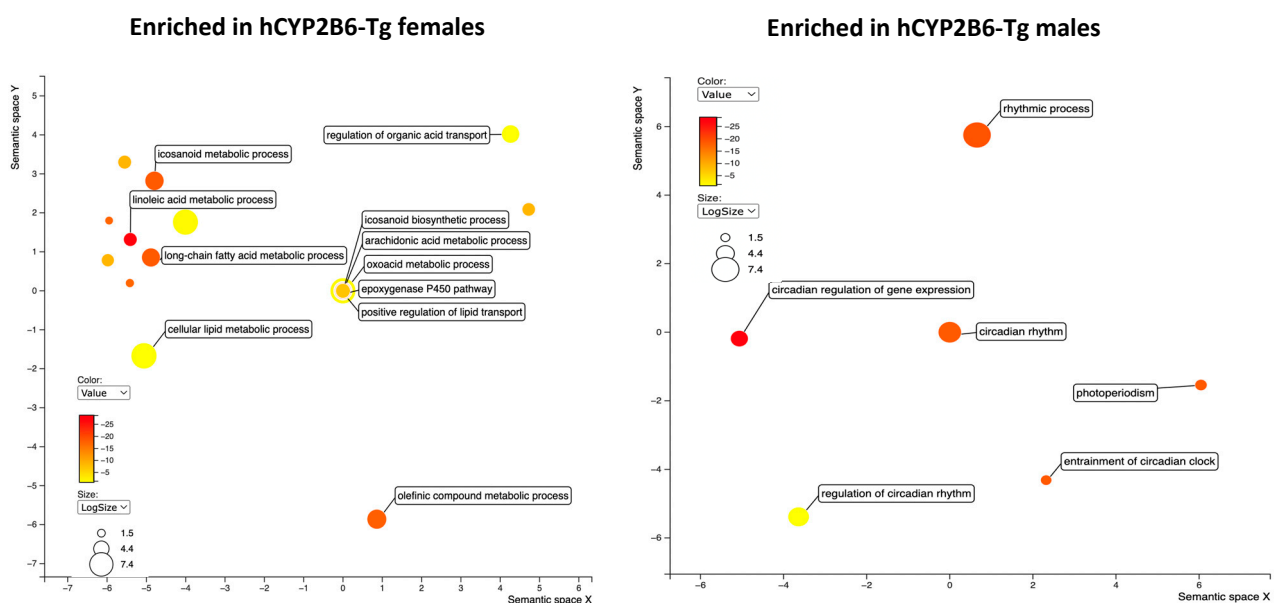 Enriched in hCYP2B6-Tg females
Semantic space Y
5
4
3
2
1
0
−1
−2
−3
−4
−5
−6
−7
regulation of organic acid transport
icosanoid metabolic process
linoleic acid metabolic process
long-chain fatty acid metabolic process
icosanoid biosynthetic process
arachidonic acid metabolic process
oxoacid metabolic process
epoxygenase P450 pathway
positive regulation of lipid transport
cellular lipid metabolic process
olefinic compound metabolic process
Color:
Value
−25
−20
−15
−10
−5
Size:
LogSize
1.5
4.4
7.4
−7 −6 −5 −4 −3 −2 −1 0 1 2 3 4 5 6
Semantic space X
Enriched in hCYP2B6-Tg males
Semantic space Y
6
4
2
0
−2
−4
−6
Color:
Value
−25
−20
−15
−10
−5
Size:
LogSize
1.5
4.4
7.4
rhythmic process
circadian regulation of gene expression
circadian rhythm
photoperiodism
entrainment of circadian clock
regulation of circadian rhythm
−6 −4 −2 0 2 4 6
Semantic space X